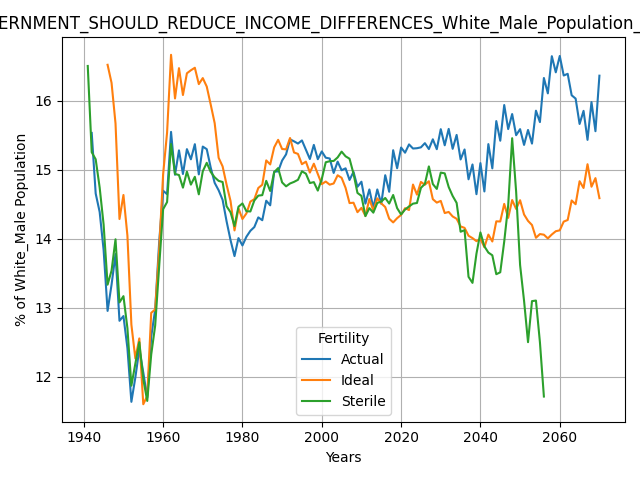 ERNMENT_SHOULD_REDUCE_INCOME_DIFFERENCES_White_Male_Population_
% of White_Male Population
16
15
14
13
12
Fertility
Actual
Ideal
Sterile
1940 1960 1980 2000 2020 2040 2060
Years